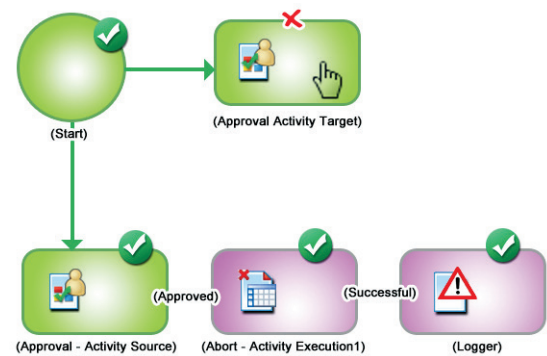 (Start)
(Approval Activity Target)
(Approved)
(Successful)
(Approval - Activity Source)
(Abort - Activity Execution1)
(Logger)